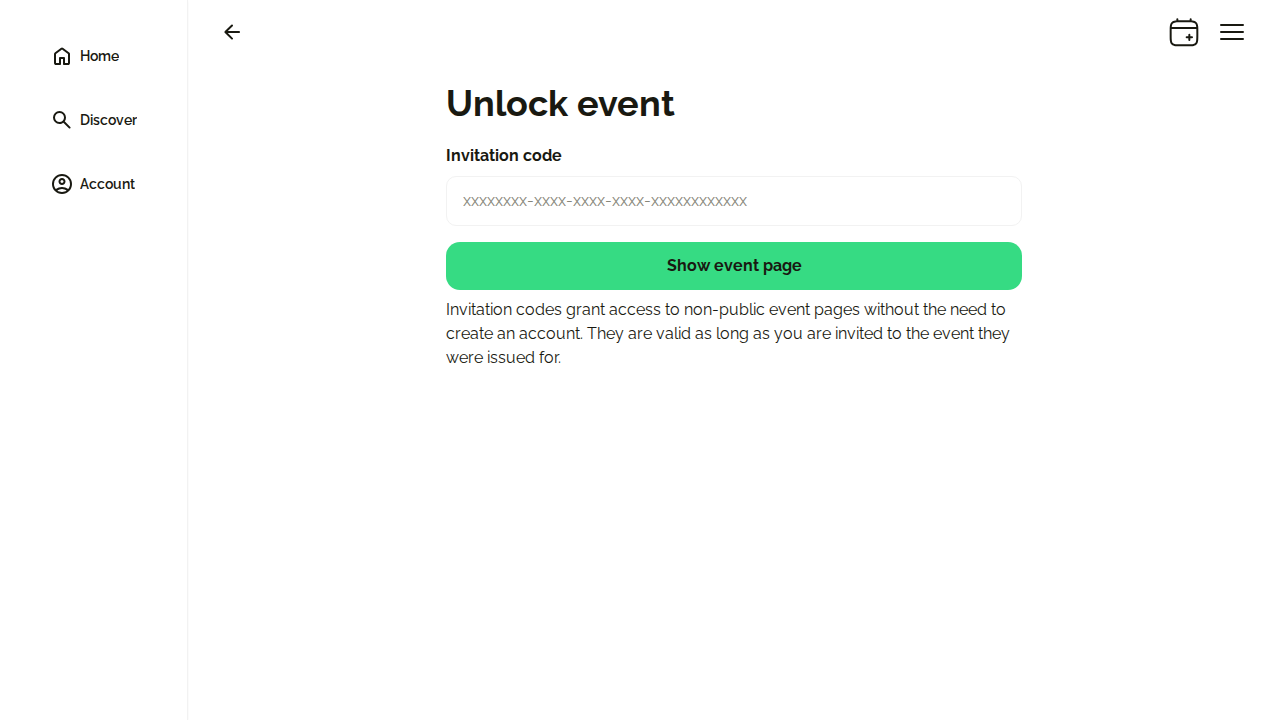 Home
Discover
Account
Unlock event
Invitation code
xxxxxxxx-xxxx-xxxx-xxxx-xxxxxxxxxxxx
Show event page
Invitation codes grant access to non-public event pages without the need to
create an account. They are valid as long as you are invited to the event they
were issued for.